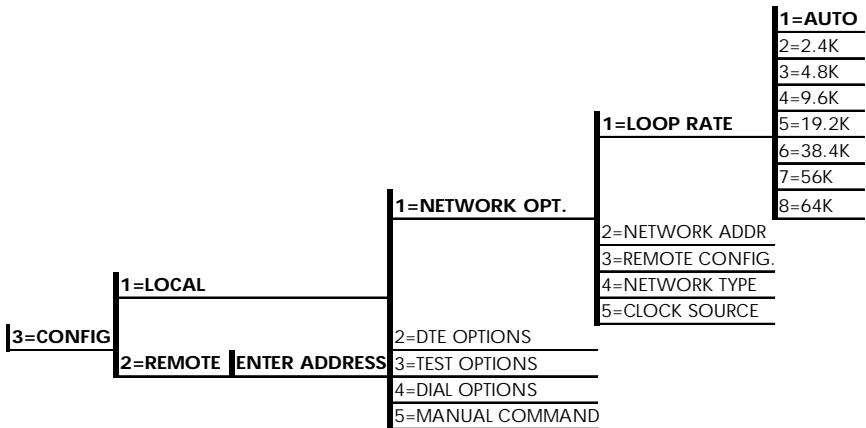 1=AUTO
2=2.4K
3=4.8K
4=9.6K
1=LOOP RATE
5=19.2K
6=38.4K
7=56K
1=NETWORK OPT.
8=64K
2=NETWORK ADDR
3=REMOTE CONFIG.
1=LOCAL
4=NETWORK TYPE
5=CLOCK SOURCE
3=CONFIG
2=DTE OPTIONS
2=REMOTE
ENTER ADDRESS
3=TEST OPTIONS
4=DIAL OPTIONS
5=MANUAL COMMAND